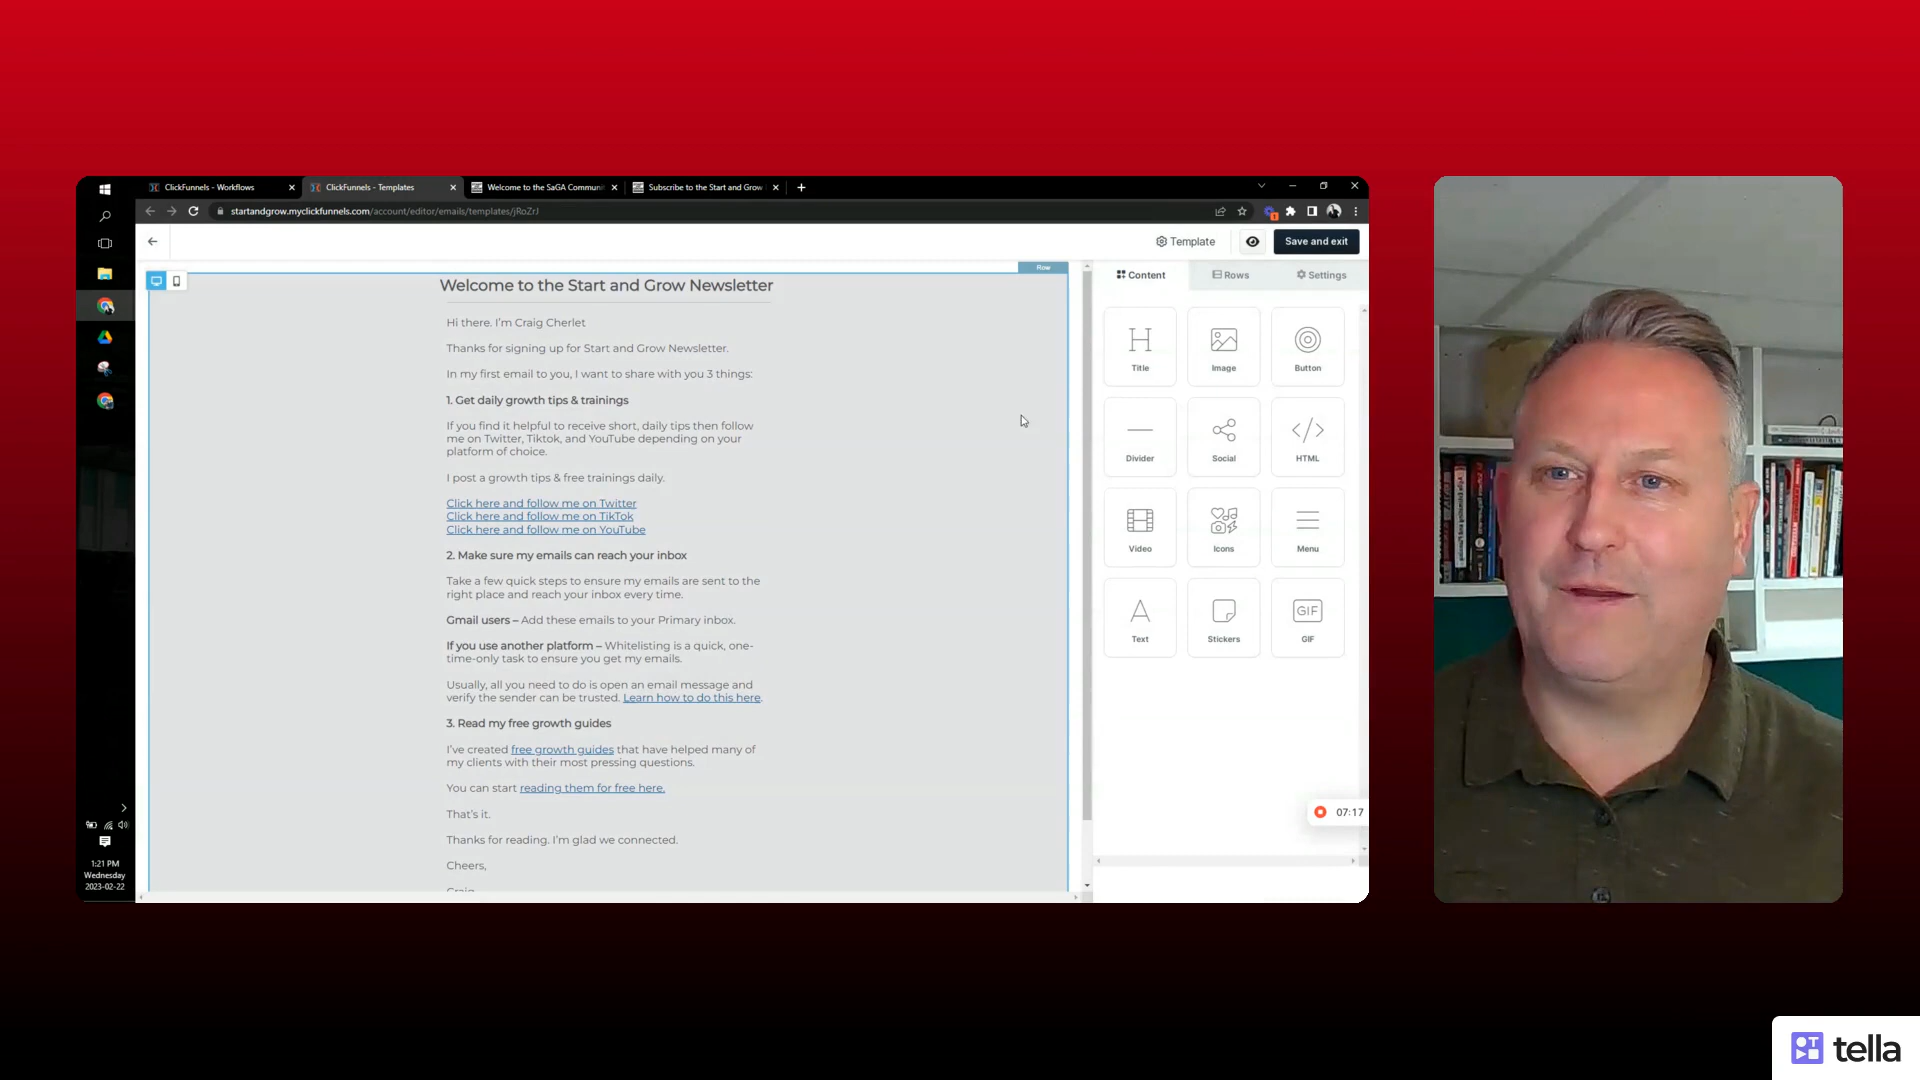 ClickFunnels - Workflows
ClickFunnels - Templates
Welcome to the SaGA Commun
Subscribe to the Start and Grow
startandgrow.myclickfunnels.com/account/editor/emails/templates/jRoZrJ
Template
Save and exit
Row
Content
Rows
Settings
Welcome to the Start and Grow Newsletter
Hi there. I'm Craig Cherlet
Thanks for signing up for Start and Grow Newsletter.
In my first email to you, I want to share with you 3 things:
1. Get daily growth tips & trainings
If you find it helpful to receive short, daily tips then follow
me on Twitter, Tiktok, and YouTube depending on your
platform of choice.
I post a growth tips & free trainings daily.
Click here and follow me on Twitter
Click here and follow me on TikTok
Click here and follow me on YouTube
2. Make sure my emails can reach your inbox
Take a few quick steps to ensure my emails are sent to the
right place and reach your inbox every time.
Gmail users – Add these emails to your Primary inbox.
If you use another platform – Whitelisting is a quick, one-
time-only task to ensure you get my emails.
Usually, all you need to do is open an email message and
verify the sender can be trusted. Learn how to do this here.
3. Read my free growth guides
I've created free growth guides that have helped many of
my clients with their most pressing questions.
You can start reading them for free here.
That's it.
Thanks for reading. I'm glad we connected.
Cheers,
Craig
Title
Image
Button
Divider
Social
HTML
Video
Icons
Menu
Text
Stickers
GIF
GIF
07:17
1:21 PM
Wednesday
2023-02-22
tella